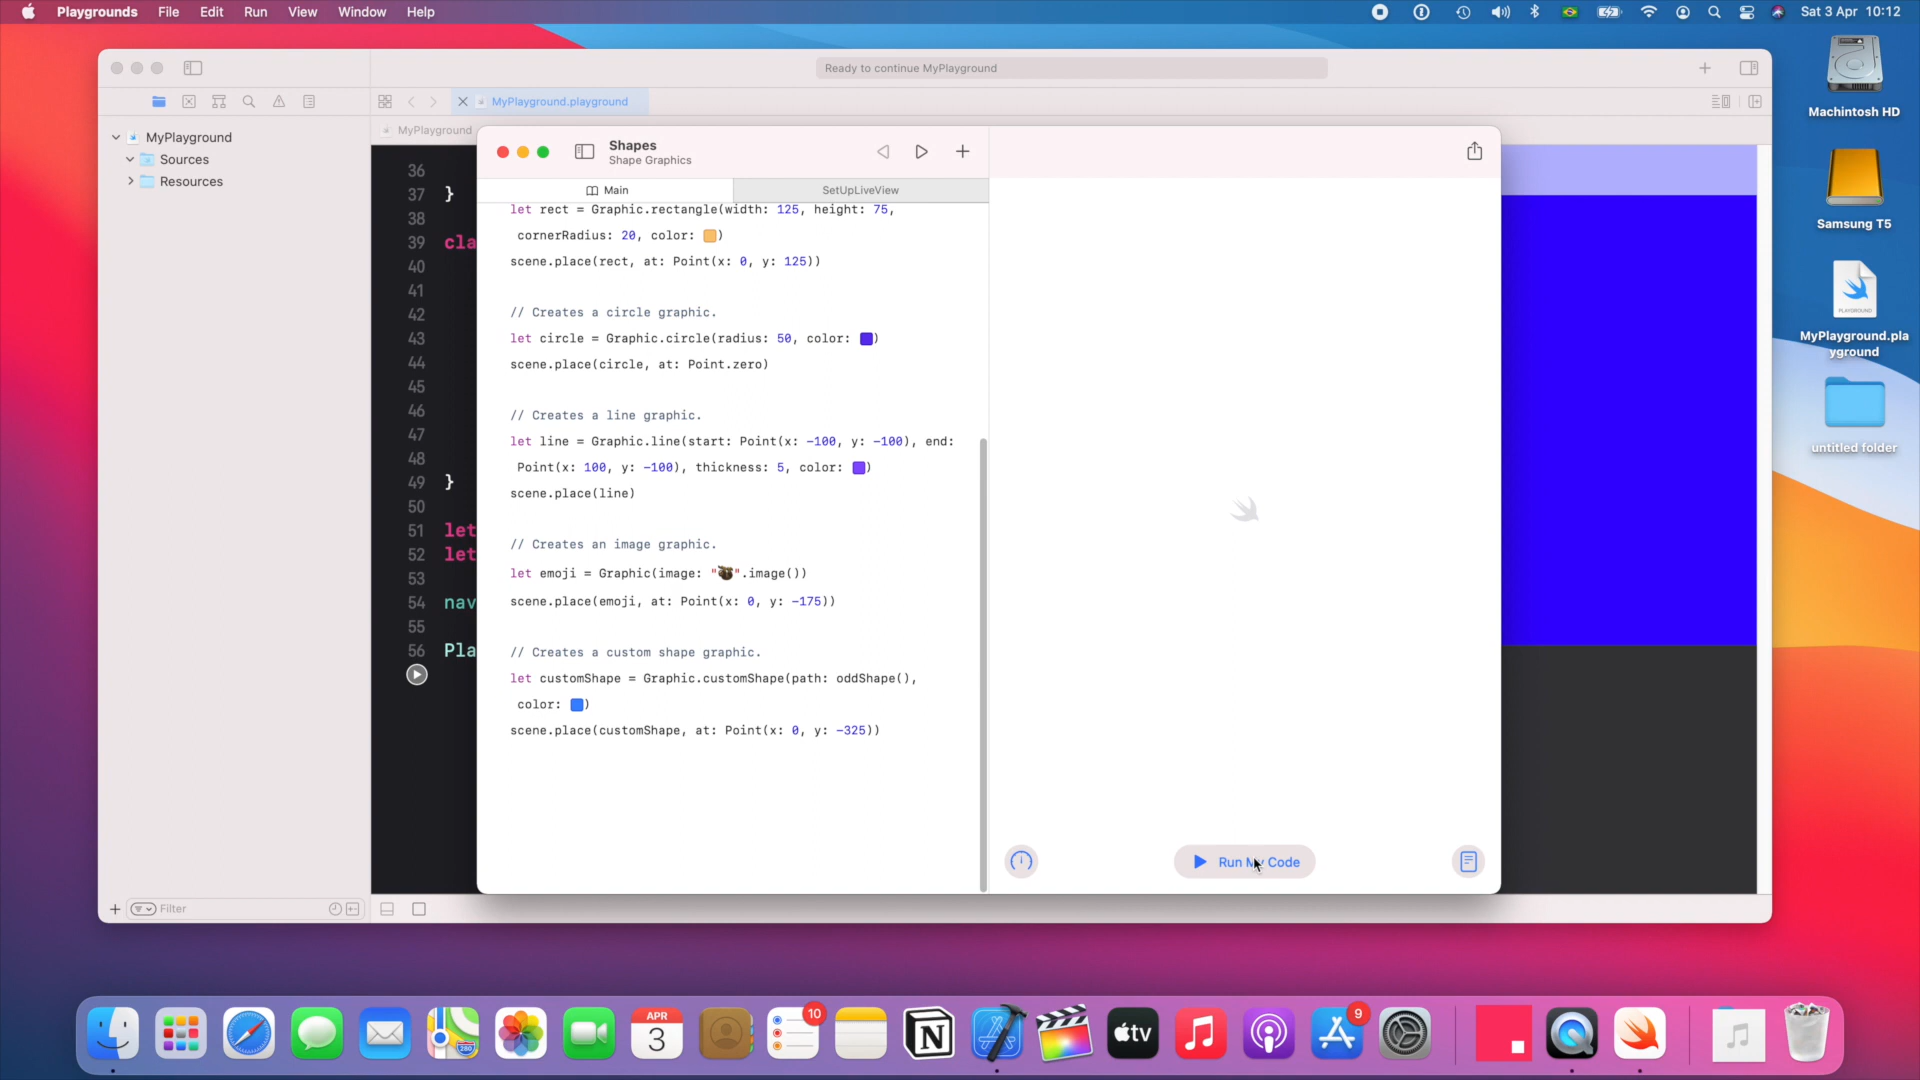 Playgrounds File Edit Run View Window Help Sat 3 Apr 10:12
Ready to continue MyPlayground
MyPlayground.playground
MyPlayground
Sources
Resources
MyPlayground
36
37 }
38
39 cla
40
41
42
43
44
45
46
47
48
49 }
50
51 let
52 let
53
54 nav
55
56 Pla
Filter
Shapes
Shape Graphics
Main SetUpLiveView
let rect = Graphic.rectangle(width: 125, height: 75,
cornerRadius: 20, color: )
scene.place(rect, at: Point(x: 0, y: 125))
// Creates a circle graphic.
let circle = Graphic.circle(radius: 50, color: )
scene.place(circle, at: Point.zero)
// Creates a line graphic.
let line = Graphic.line(start: Point(x: -100, y: -100), end:
Point(x: 100, y: -100), thickness: 5, color: )
scene.place(line)
// Creates an image graphic.
let emoji = Graphic(image: "🦥".image())
scene.place(emoji, at: Point(x: 0, y: -175))
// Creates a custom shape graphic.
let customShape = Graphic.customShape(path: oddShape(),
color: )
scene.place(customShape, at: Point(x: 0, y: -325))
Run My Code
Machintosh HD
Samsung T5
PLAYGROUND
MyPlayground.pla
yground
untitled folder
280
APR
3
10
N
tv
9